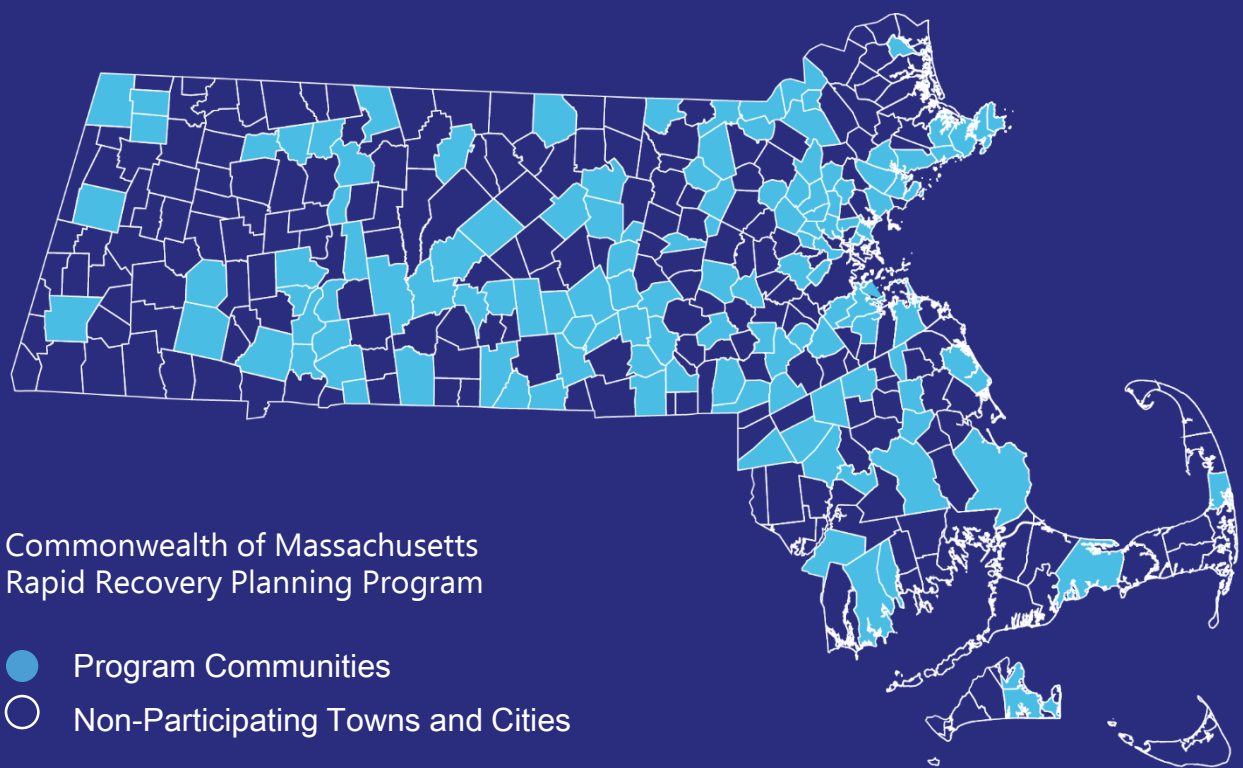 Commonwealth of Massachusetts
Rapid Recovery Planning Program
Program Communities
Non-Participating Towns and Cities